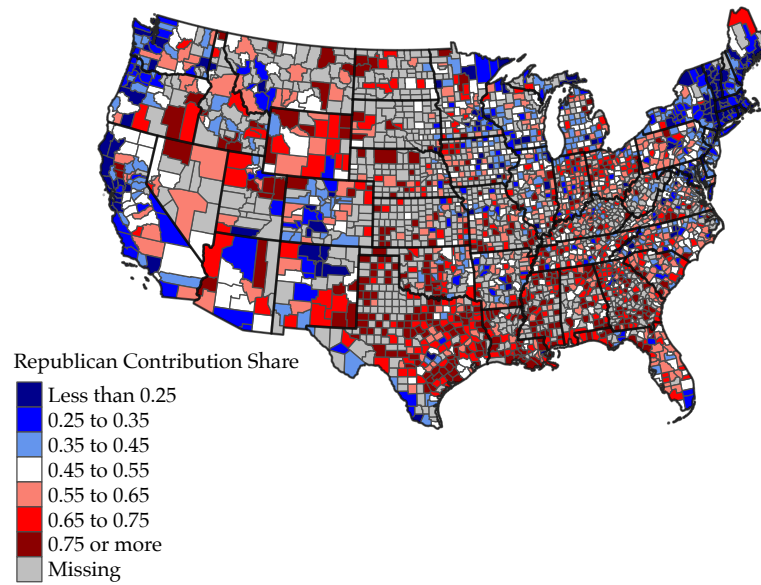 Republican Contribution Share
Less than 0.25
0.25 to 0.35
0.35 to 0.45
0.45 to 0.55
0.55 to 0.65
0.65 to 0.75
0.75 or more
Missing